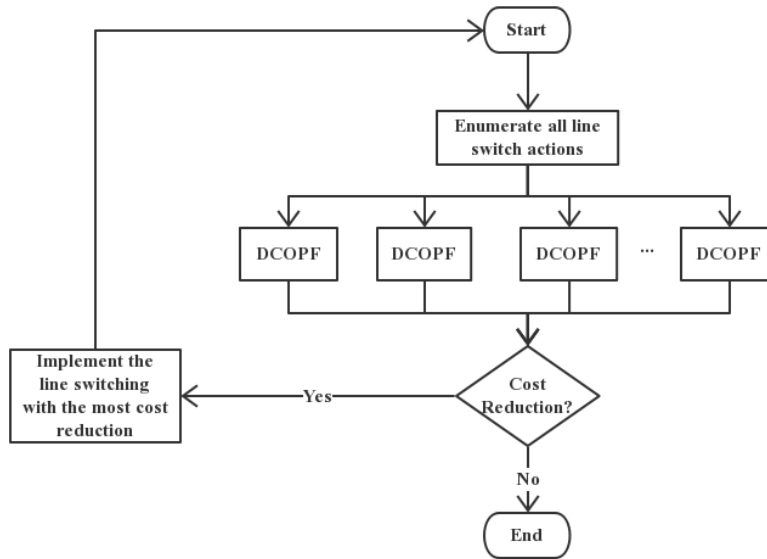 Start
Enumerate all line
switch actions
DCOPF
DCOPF
DCOPF
...
DCOPF
Implement the
line switching
with the most cost
reduction
Yes
Cost
Reduction?
No
End